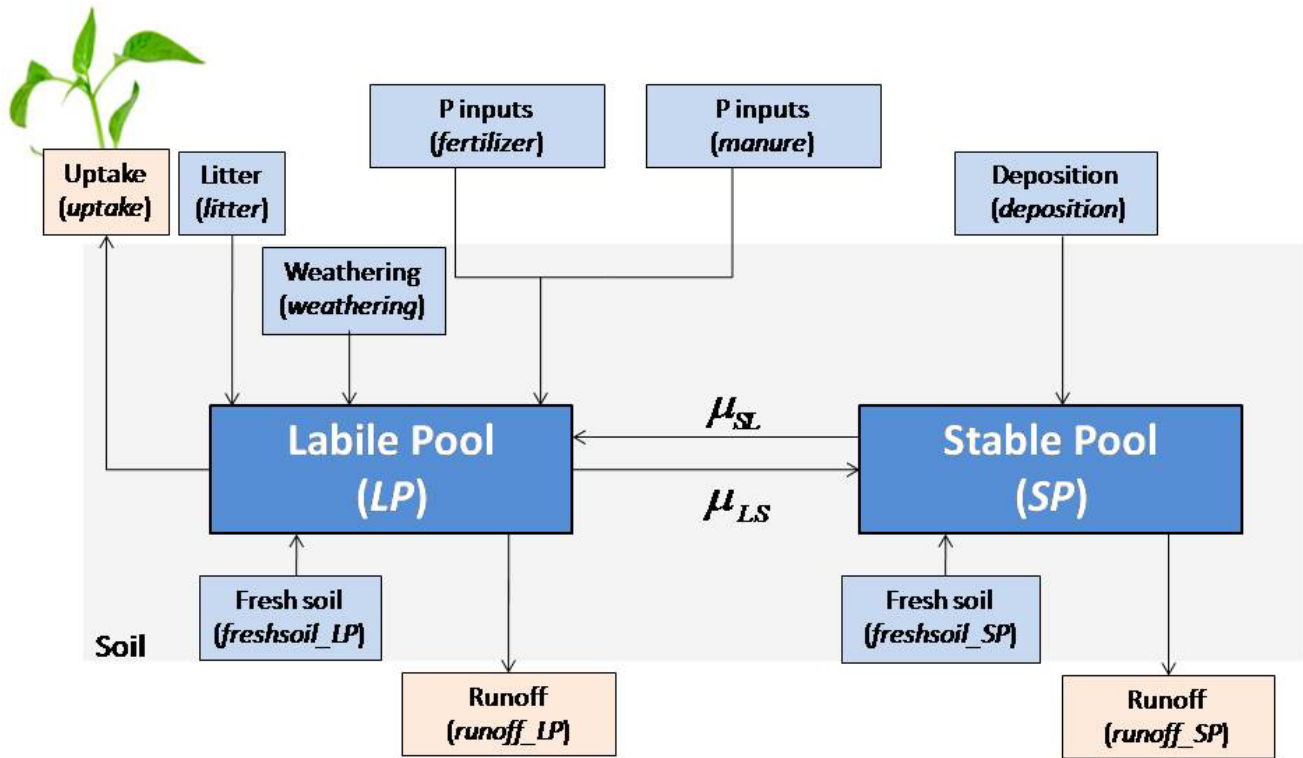 P inputs
(fertilizer)
P inputs
(manure)
Uptake
(uptake)
Litter
(litter)
Deposition
(deposition)
Weathering
(weathering)
Labile Pool
(LP)
μSL
μLS
Stable Pool
(SP)
Fresh soil
(freshsoil_LP)
Fresh soil
(freshsoil_SP)
Soil
Runoff
(runoff_LP)
Runoff
(runoff_SP)